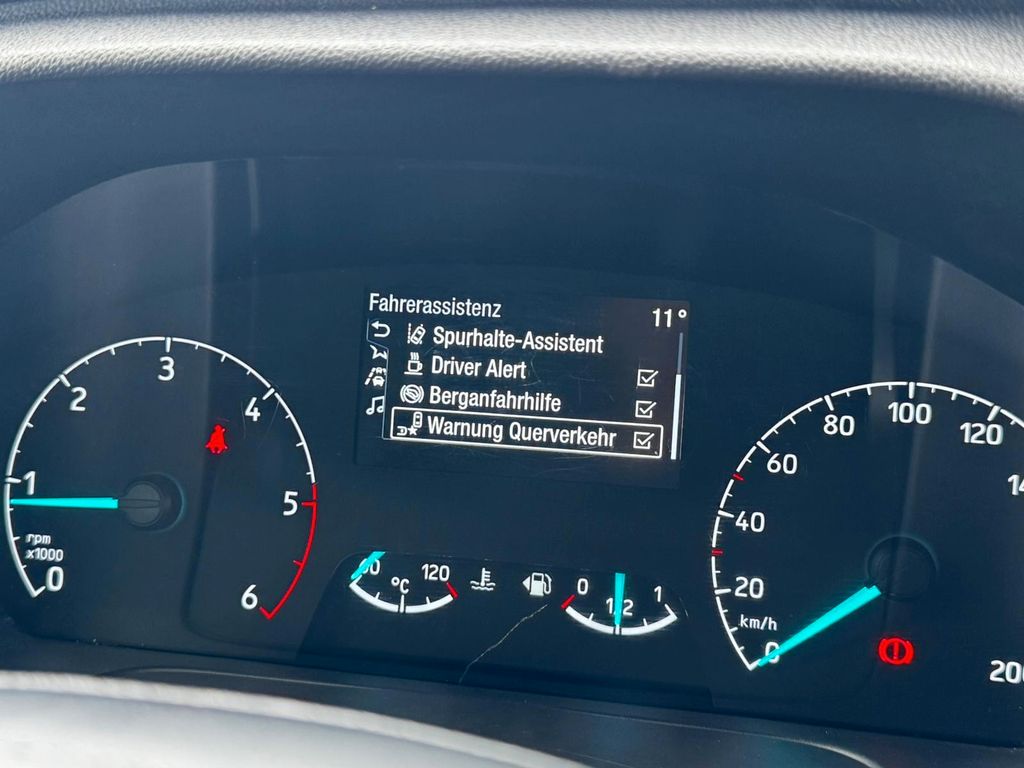 Fahrerassistenz
11°
Spurhalte-Assistent
Driver Alert
Berganfahrhilfe
Warnung Querverkehr
0
1
2
3
4
5
6
rpm
x1000
120
°C
0
1/2
1
0
20
40
60
80
100
120
km/h